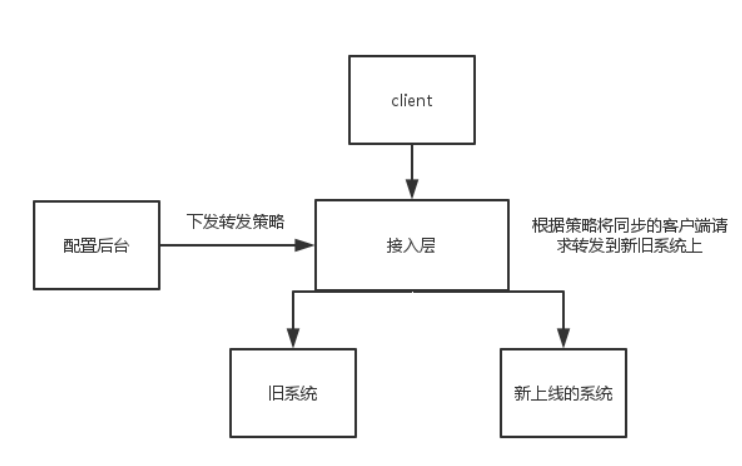 client
下发转发策略
配置后台
接入层
根据策略将同步的客户端请
求转发到新旧系统上
旧系统
新上线的系统